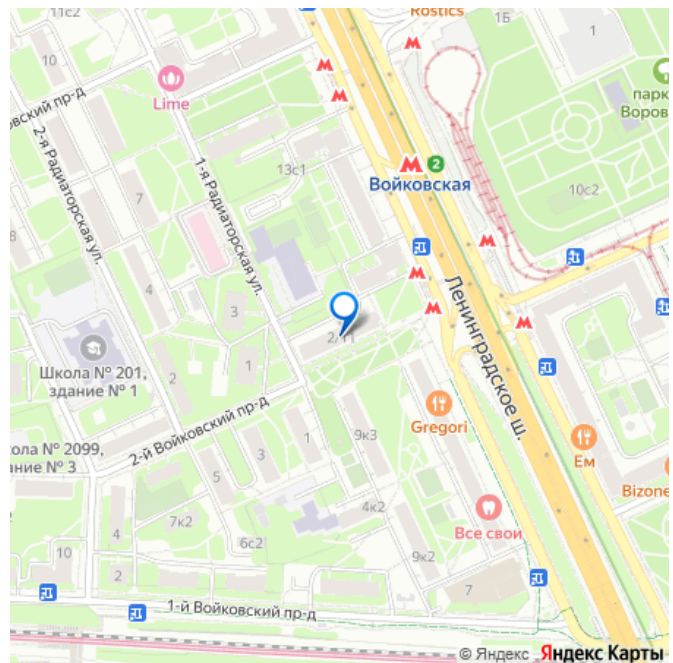 11с2
Rostics
1Б
1
10
Lime
парк
Воров
овский пр-д
2-я Радиаторская ул.
1-я Радиаторская ул.
13с1
2
Войковская
10с2
7
8
4
3
Ленинградское ш.
2/11
Школа № 201,
здание № 1
2
1
Gregori
2-й Войковский пр-д
кола № 2099,
ание № 3
1
9к3
3
5
Ем
Bizone
7к2
4
6с2
Все свои
10
2
9к2
7
1-й Войковский пр-д
© Яндекс Яндекс Карты